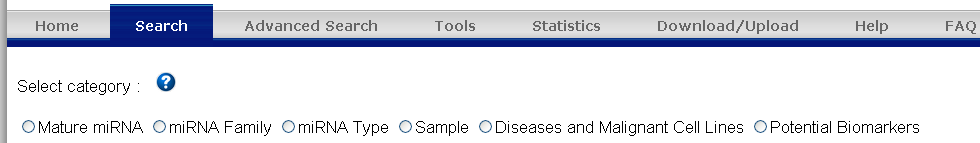 Home Search Advanced Search Tools Statistics Download/Upload Help FAQ
Select category : ?
Mature miRNA miRNA Family miRNA Type Sample Diseases and Malignant Cell Lines Potential Biomarkers